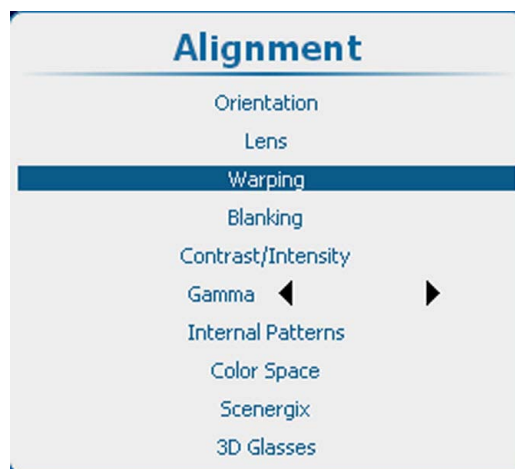 Alignment
Orientation
Lens
Warping
Blanking
Contrast/Intensity
Gamma
Internal Patterns
Color Space
Scenergix
3D Glasses